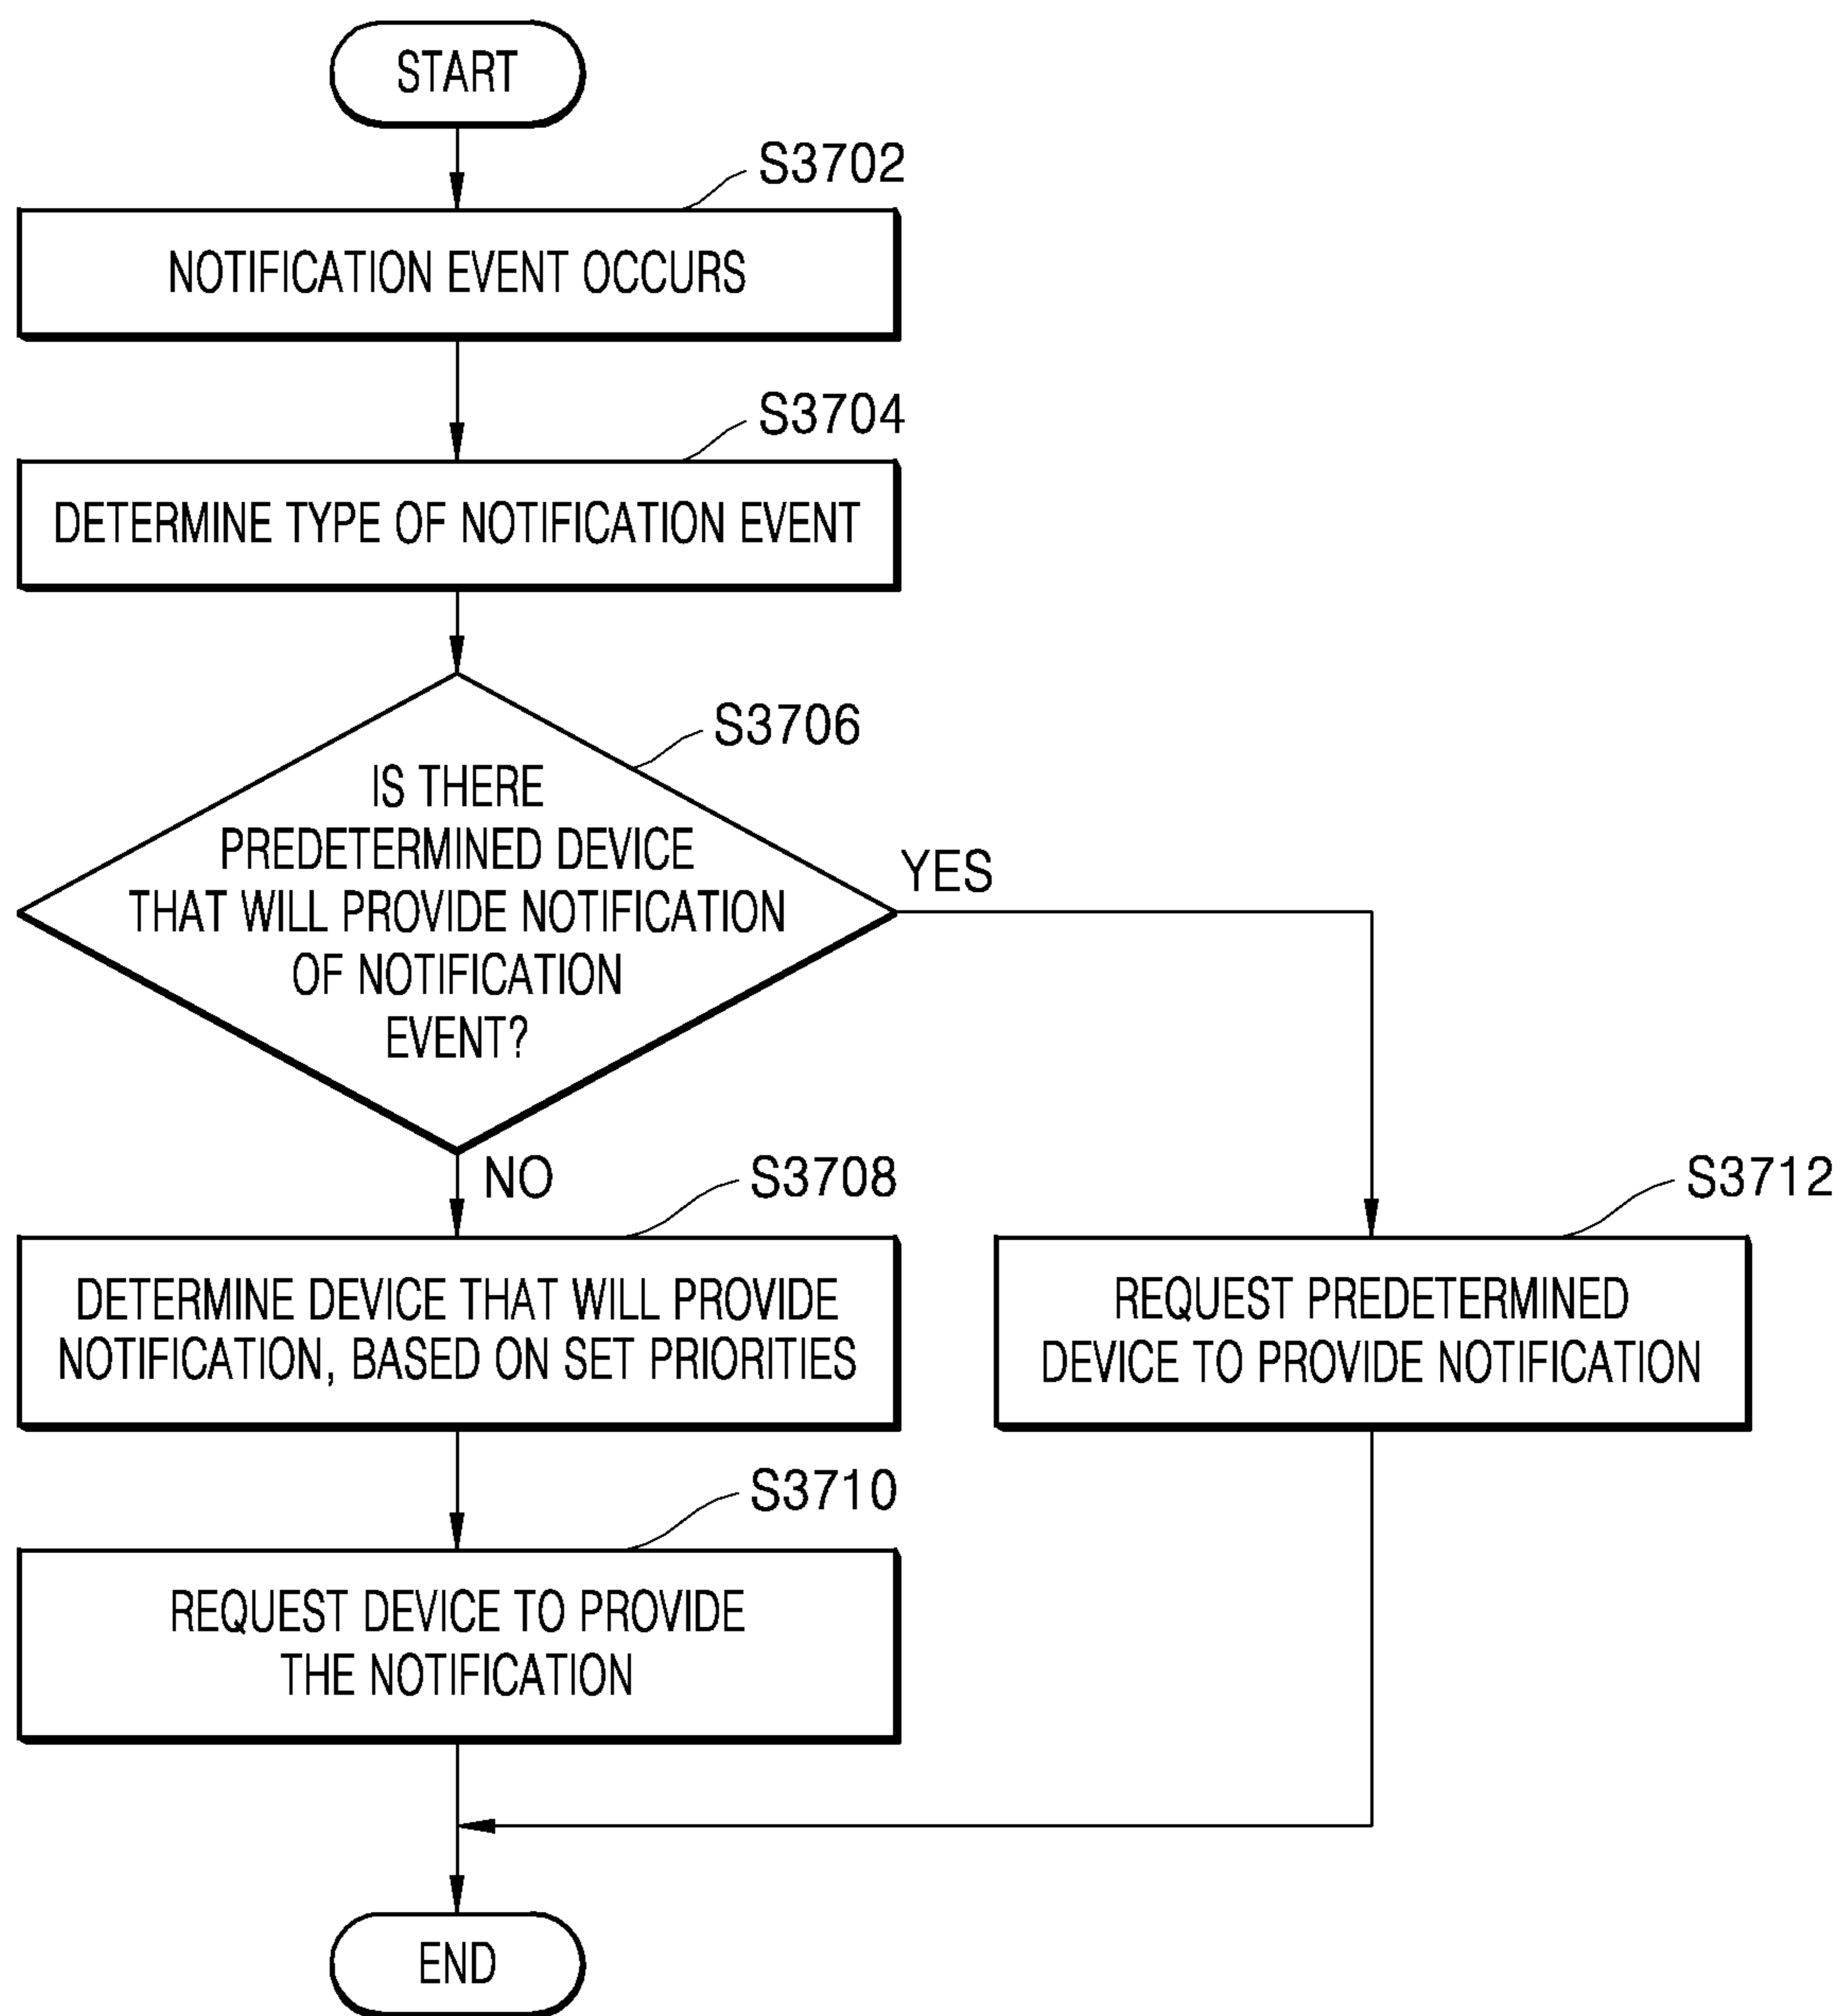 START
S3702
NOTIFICATION EVENT OCCURS
S3704
DETERMINE TYPE OF NOTIFICATION EVENT
S3706
IS THERE
PREDETERMINED DEVICE
THAT WILL PROVIDE NOTIFICATION
OF NOTIFICATION
EVENT?
YES
NO
S3708
DETERMINE DEVICE THAT WILL PROVIDE
NOTIFICATION, BASED ON SET PRIORITIES
S3712
REQUEST PREDETERMINED
DEVICE TO PROVIDE NOTIFICATION
S3710
REQUEST DEVICE TO PROVIDE
THE NOTIFICATION
END